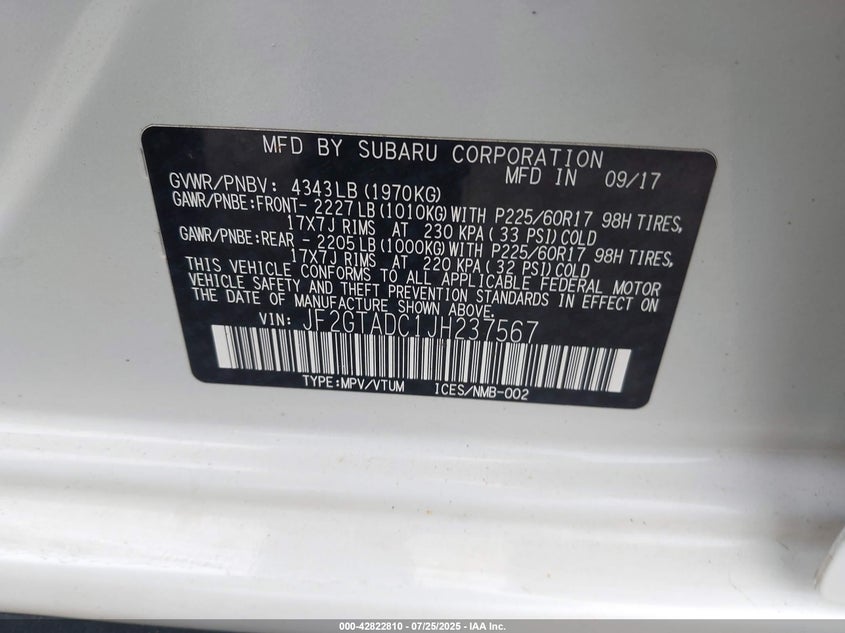 MFD BY SUBARU CORPORATION
GVWR/PNBV: 4343LB(1970KG) MFD IN 09/17
GAWR/PNBE:FRONT- 2227LB(1010KG)WITH P225/60R17 98H TIRES,
17X7J RIMS AT 230 KPA( 33 PSI)COLD
GAWR/PNBE:REAR - 2205LB(1000KG)WITH P225/60R17 98H TIRES,
17X7J RIMS AT 220 KPA( 32 PSI)COLD
THIS VEHICLE CONFORMS TO ALL APPLICABLE FEDERAL MOTOR
VEHICLE SAFETY AND THEFT PREVENTION STANDARDS IN EFFECT ON
THE DATE OF MANUFACTURE SHOWN ABOVE.
VIN: JF2GTADC1JH237567
TYPE:MPV/VTUM ICES/NMB-002
000-42822810 - 07/25/2025 - IAA Inc.